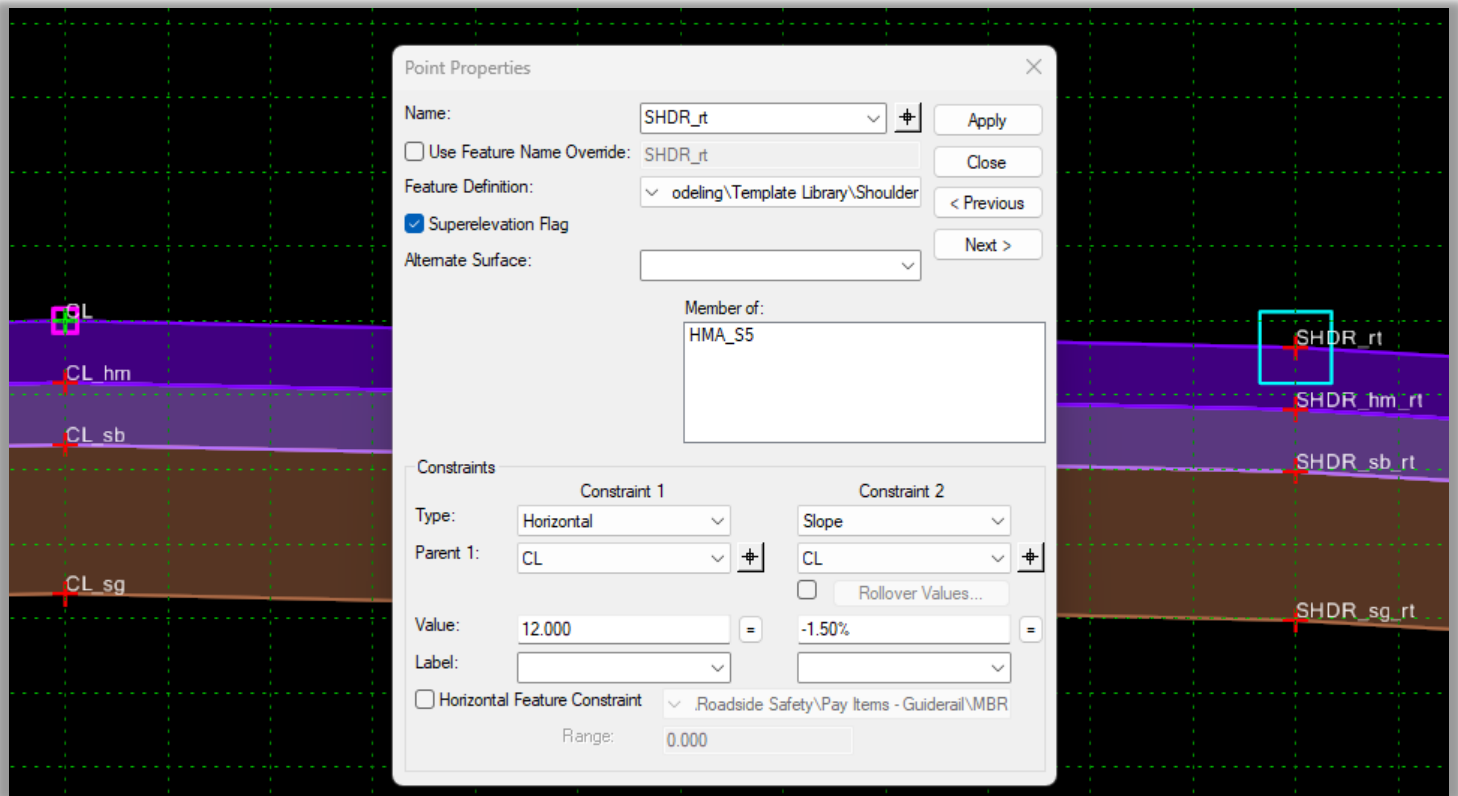 Point Properties
Name: SHDR_rt
Apply
Use Feature Name Override: SHDR_rt
Close
Feature Definition: odeling\Template Library\Shoulder
< Previous
Superelevation Flag
Next >
Alternate Surface:
Member of:
HMA_S5
Constraints
Constraint 1 Constraint 2
Type: Horizontal Slope
Parent 1: CL CL
Rollover Values...
Value: 12.000 = -1.50% =
Label:
Horizontal Feature Constraint .Roadside Safety\Pay Items - Guiderail\MBR
Range: 0.000
CL
CL_hm
CL_sb
CL_sg
SHDR_rt
SHDR_hm_rt
SHDR_sb_rt
SHDR_sg_rt